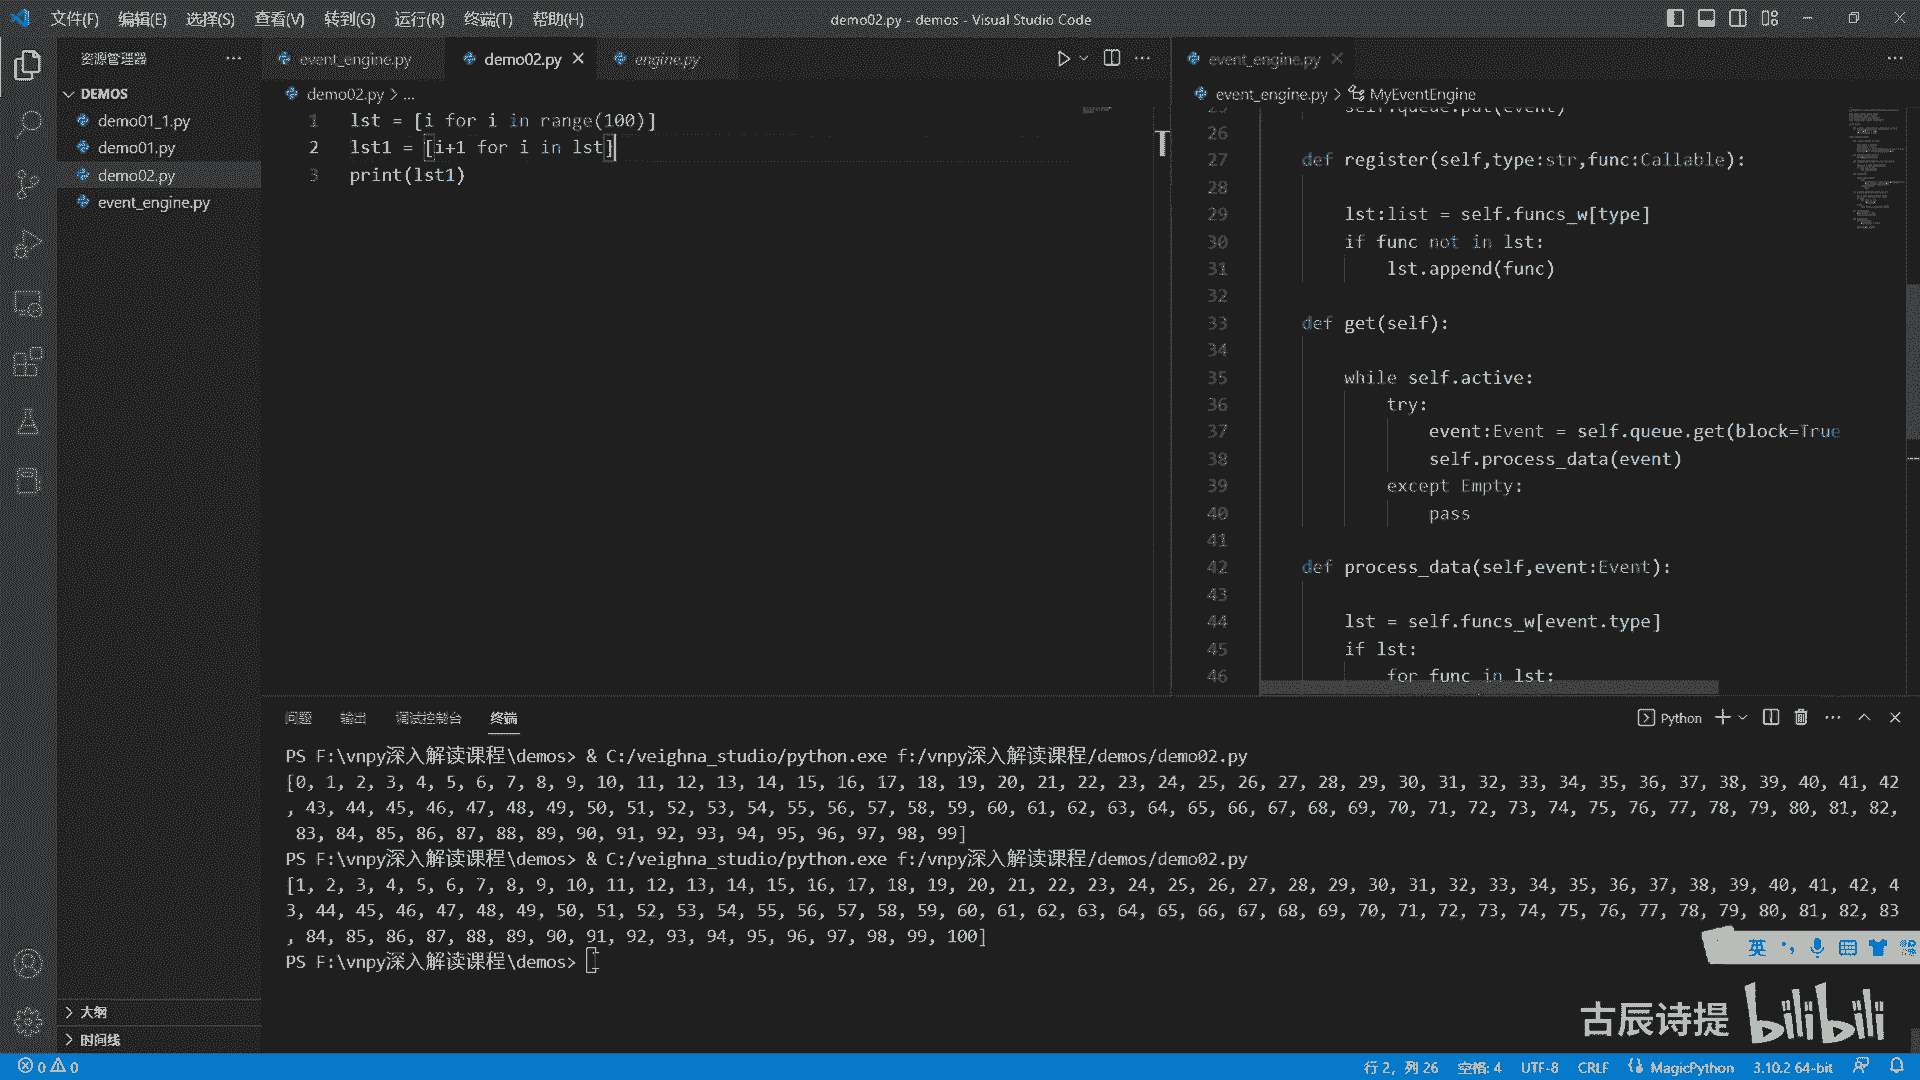 文件(F) 编辑(E) 选择(S) 查看(V) 转到(G) 运行(R) 终端(T) 帮助(H)
demo02.py - demos - Visual Studio Code
资源管理器
DEMOS
demo01_1.py
demo01.py
demo02.py
event_engine.py
大纲
时间线
event_engine.py demo02.py engine.py
demo02.py > ...
1 lst = [i for i in range(100)]
2 lst1 = [i+1 for i in lst]
3 print(lst1)
event_engine.py
event_engine.py > MyEventEngine
25 self.queue.put(event)
26
27 def register(self,type:str,func:Callable):
28
29 lst:list = self.funcs_w[type]
30 if func not in lst:
31 lst.append(func)
32
33 def get(self):
34
35 while self.active:
36 try:
37 event:Event = self.queue.get(block=True
38 self.process_data(event)
39 except Empty:
40 pass
41
42 def process_data(self,event:Event):
43
44 lst = self.funcs_w[event.type]
45 if lst:
46 for func in lst:
问题 输出 调试控制台 终端
Python
PS F:\vnpy深入解读课程\demos> & C:/veighna_studio/python.exe f:/vnpy深入解读课程/demos/demo02.py
[0, 1, 2, 3, 4, 5, 6, 7, 8, 9, 10, 11, 12, 13, 14, 15, 16, 17, 18, 19, 20, 21, 22, 23, 24, 25, 26, 27, 28, 29, 30, 31, 32, 33, 34, 35, 36, 37, 38, 39, 40, 41, 42
, 43, 44, 45, 46, 47, 48, 49, 50, 51, 52, 53, 54, 55, 56, 57, 58, 59, 60, 61, 62, 63, 64, 65, 66, 67, 68, 69, 70, 71, 72, 73, 74, 75, 76, 77, 78, 79, 80, 81, 82,
83, 84, 85, 86, 87, 88, 89, 90, 91, 92, 93, 94, 95, 96, 97, 98, 99]
PS F:\vnpy深入解读课程\demos> & C:/veighna_studio/python.exe f:/vnpy深入解读课程/demos/demo02.py
[1, 2, 3, 4, 5, 6, 7, 8, 9, 10, 11, 12, 13, 14, 15, 16, 17, 18, 19, 20, 21, 22, 23, 24, 25, 26, 27, 28, 29, 30, 31, 32, 33, 34, 35, 36, 37, 38, 39, 40, 41, 42, 4
3, 44, 45, 46, 47, 48, 49, 50, 51, 52, 53, 54, 55, 56, 57, 58, 59, 60, 61, 62, 63, 64, 65, 66, 67, 68, 69, 70, 71, 72, 73, 74, 75, 76, 77, 78, 79, 80, 81, 82, 83
, 84, 85, 86, 87, 88, 89, 90, 91, 92, 93, 94, 95, 96, 97, 98, 99, 100]
PS F:\vnpy深入解读课程\demos>
英
古辰诗提 bilibili
0 0
行 2，列 26 空格: 4 UTF-8 CRLF MagicPython 3.10.2 64-bit